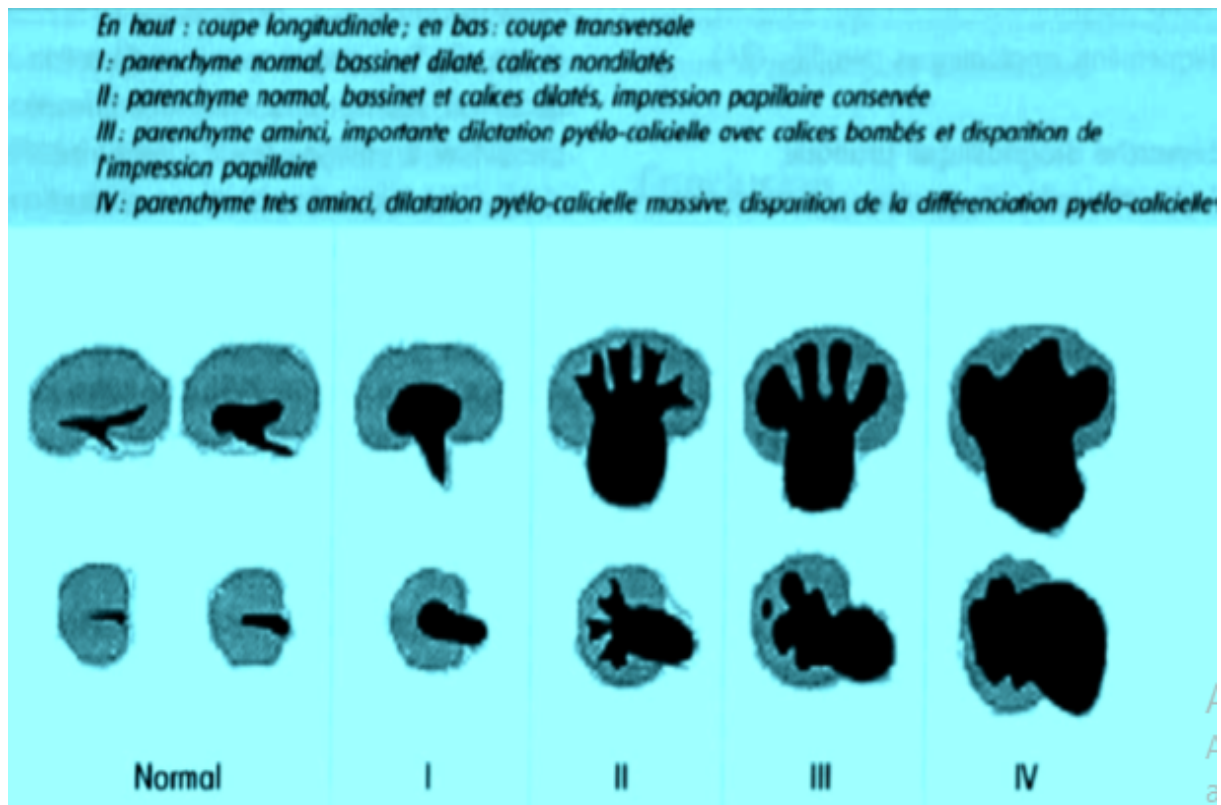 En haut : coupe longitudinale ; en bas : coupe transversale
I : parenchyme normal, bassinet dilaté, calices nondilatés
II : parenchyme normal, bassinet et calices dilatés, impression papillaire conservée
III : parenchyme aminci, importante dilatation pyélo-calicielle avec calices bombés et disparition de
l'impression papillaire
IV : parenchyme très aminci, dilatation pyélo-calicielle massive, disparition de la différenciation pyélo-calicielle
Normal I II III IV
A
A
a